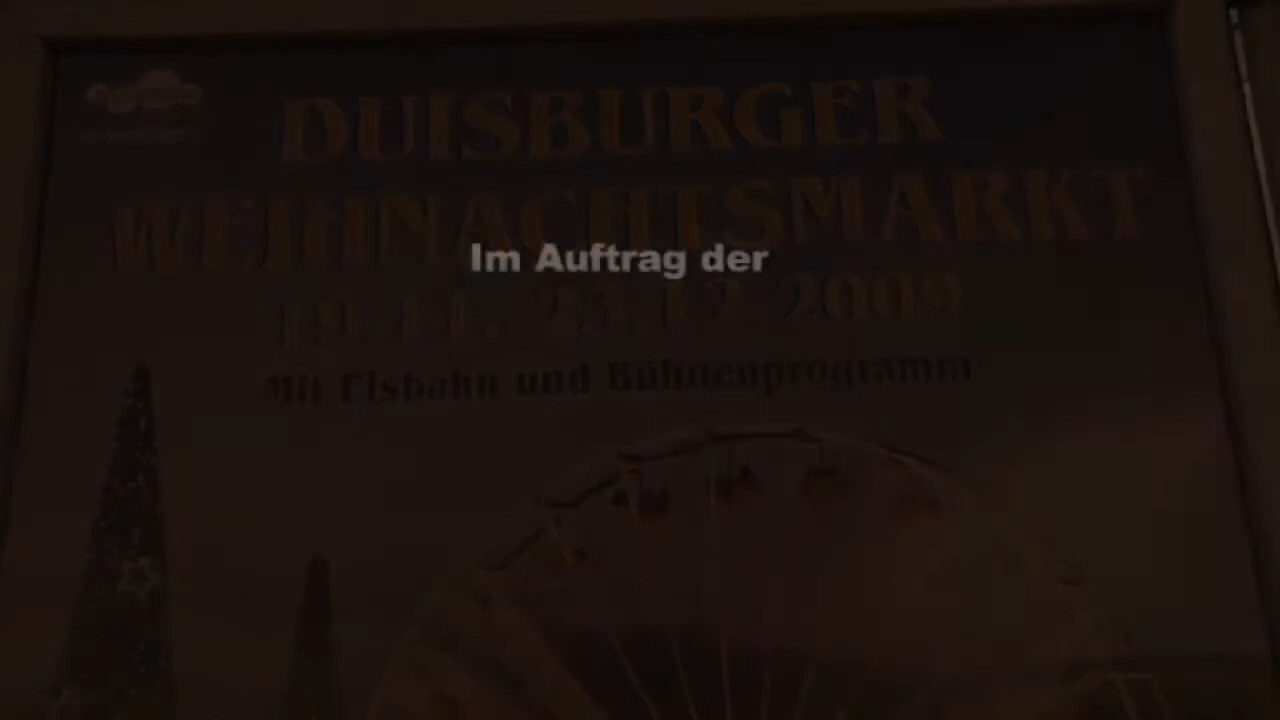 DUISBURGER
WEIHNACHTSMARKT
Im Auftrag der
19.11. 23.12.2009
Mit Eisbahn und Bühnenprogramm